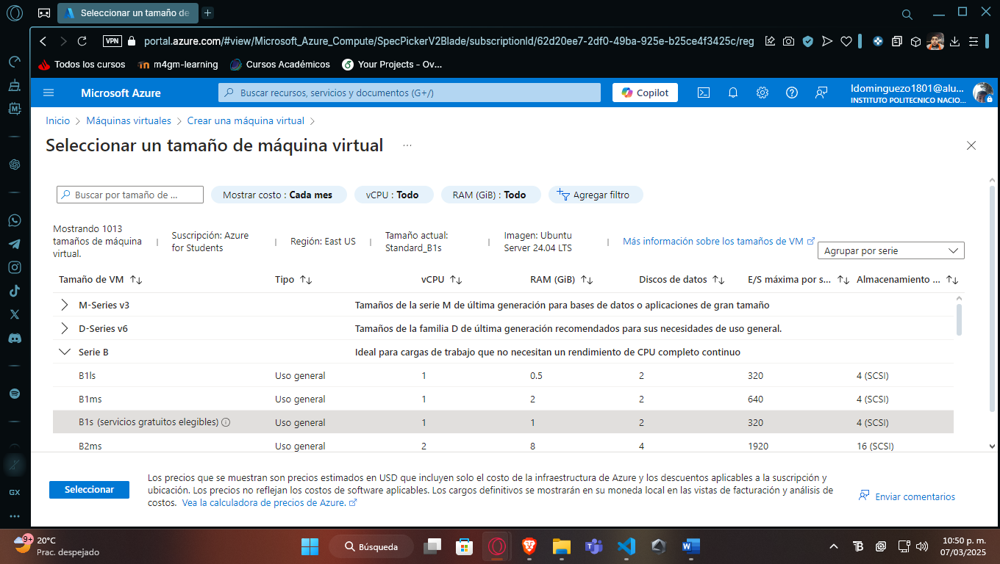 Seleccionar un tamaño de
VPN
portal.azure.com/#view/Microsoft_Azure_Compute/SpecPickerV2Blade/subscriptionId/62d20ee7-2df0-49ba-925e-b25ce4f3425c/reg
Todos los cursos
m4gm-learning
Cursos Académicos
Your Projects - Ov...
Microsoft Azure
Buscar recursos, servicios y documentos (G+/)
Copilot
ldominguezo1801@alu...
INSTITUTO POLITECNICO NACIO...
Inicio > Máquinas virtuales > Crear una máquina virtual >
Seleccionar un tamaño de máquina virtual ...
Buscar por tamaño de ...
Mostrar costo : Cada mes
vCPU : Todo
RAM (GiB) : Todo
Agregar filtro
Mostrando 1013
tamaños de máquina
virtual.
Suscripción: Azure
for Students
Región: East US
Tamaño actual:
Standard_B1s
Imagen: Ubuntu
Server 24.04 LTS
Más información sobre los tamaños de VM
Agrupar por serie
Tamaño de VM Tipo vCPU RAM (GiB) Discos de datos E/S máxima por s... Almacenamiento ...
M-Series v3 Tamaños de la serie M de última generación para bases de datos o aplicaciones de gran tamaño
D-Series v6 Tamaños de la familia D de última generación recomendados para sus necesidades de uso general.
Serie B Ideal para cargas de trabajo que no necesitan un rendimiento de CPU completo continuo
B1ls Uso general 1 0.5 2 320 4 (SCSI)
B1ms Uso general 1 2 2 640 4 (SCSI)
B1s (servicios gratuitos elegibles) Uso general 1 1 2 320 4 (SCSI)
B2ms Uso general 2 8 4 1920 16 (SCSI)
Seleccionar
Los precios que se muestran son precios estimados en USD que incluyen solo el costo de la infraestructura de Azure y los descuentos aplicables a la suscripción y
ubicación. Los precios no reflejan los costos de software aplicables. Los cargos definitivos se mostrarán en su moneda local en las vistas de facturación y análisis de
costos. Vea la calculadora de precios de Azure.
Enviar comentarios
GX
9+
20°C
Prac. despejado
Búsqueda
10:50 p. m.
07/03/2025